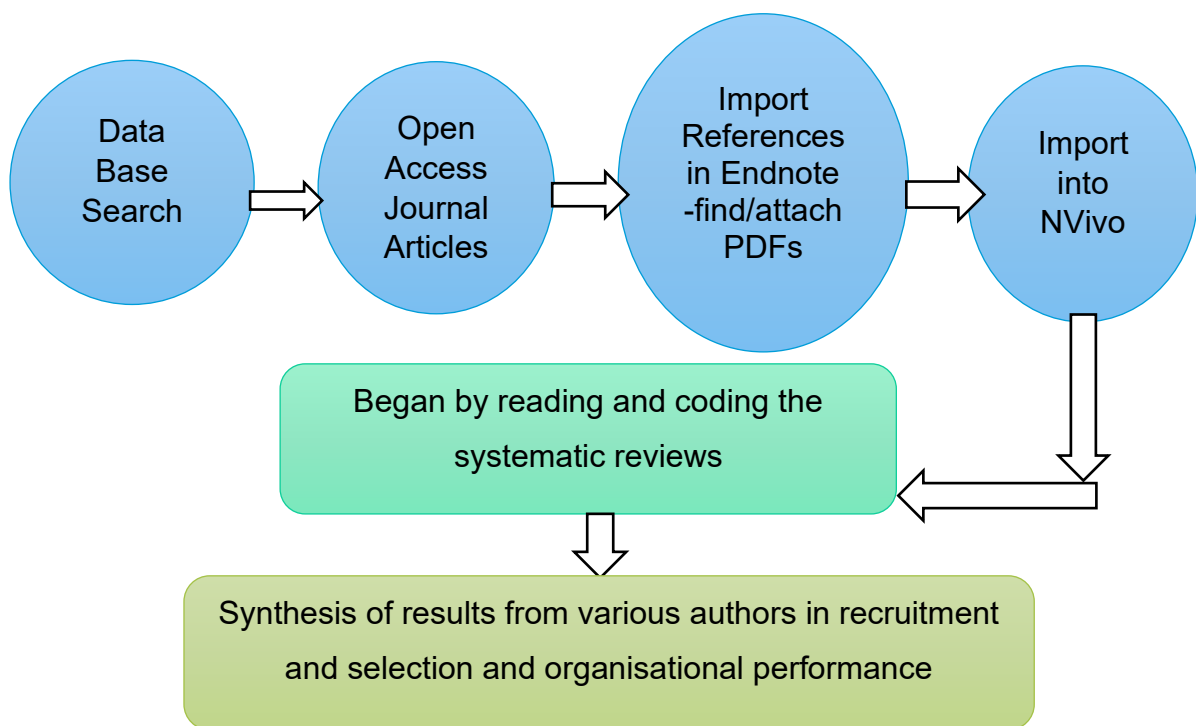 Data
Base
Search
Open
Access
Journal
Articles
Import
References
in Endnote
-find/attach
PDFs
Import
into
NVivo
Began by reading and coding the
systematic reviews
Synthesis of results from various authors in recruitment
and selection and organisational performance